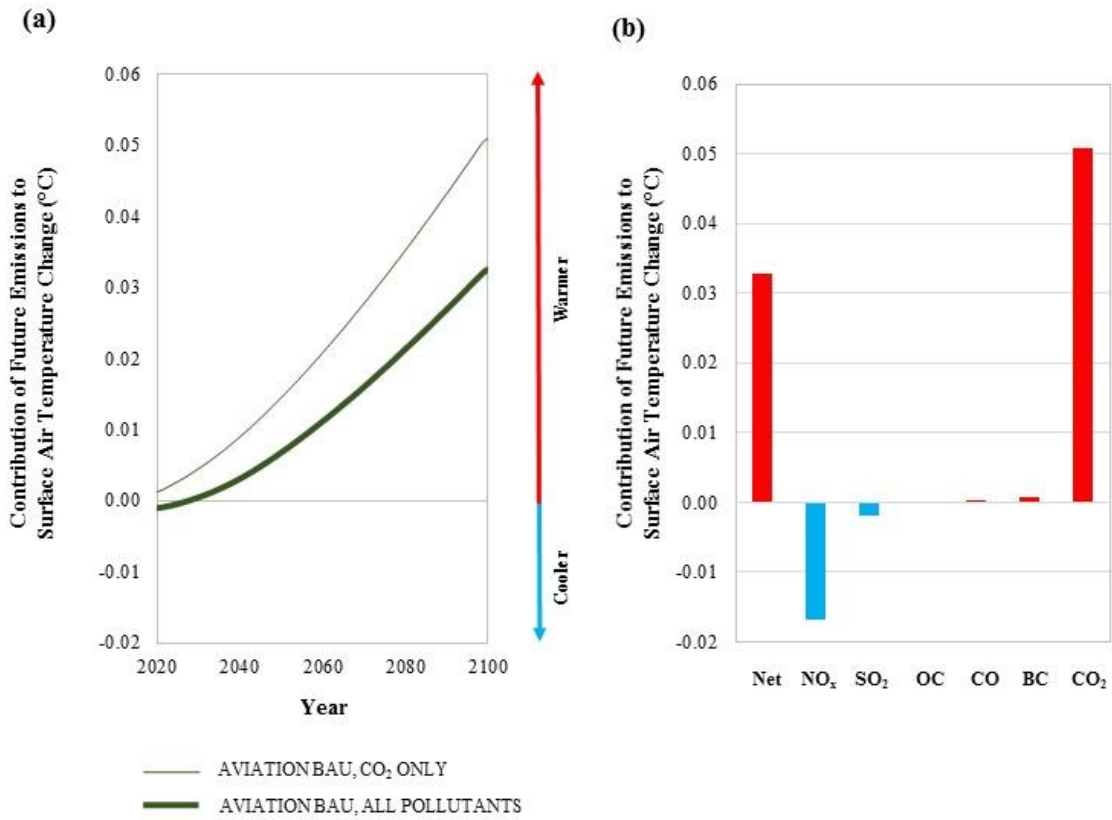 (a)
Contribution of Future Emissions to
Surface Air Temperature Change (°C)
0.06
0.05
0.04
0.03
0.02
0.01
0.00
-0.01
-0.02
2020
2040
2060
2080
2100
Year
Warmer
Cooler
AVIATION BAU, CO₂ ONLY
AVIATION BAU, ALL POLLUTANTS
(b)
Contribution of Future Emissions to
Surface Air Temperature Change (°C)
0.06
0.05
0.04
0.03
0.02
0.01
0.00
-0.01
-0.02
Net
NOₓ
SO₂
OC
CO
BC
CO₂